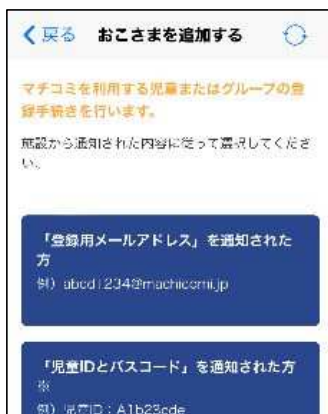 戻る おこさまを追加する
マチコミを利用する児童またはグループの登
録手続きを行います。
施設から通知された内容に従って選択してくださ
い。
「登録用メールアドレス」を通知された
方
例）abcd1234@machicomi.jp
「児童IDとパスコード」を通知された方
※
例）児童ID：A1b23cde